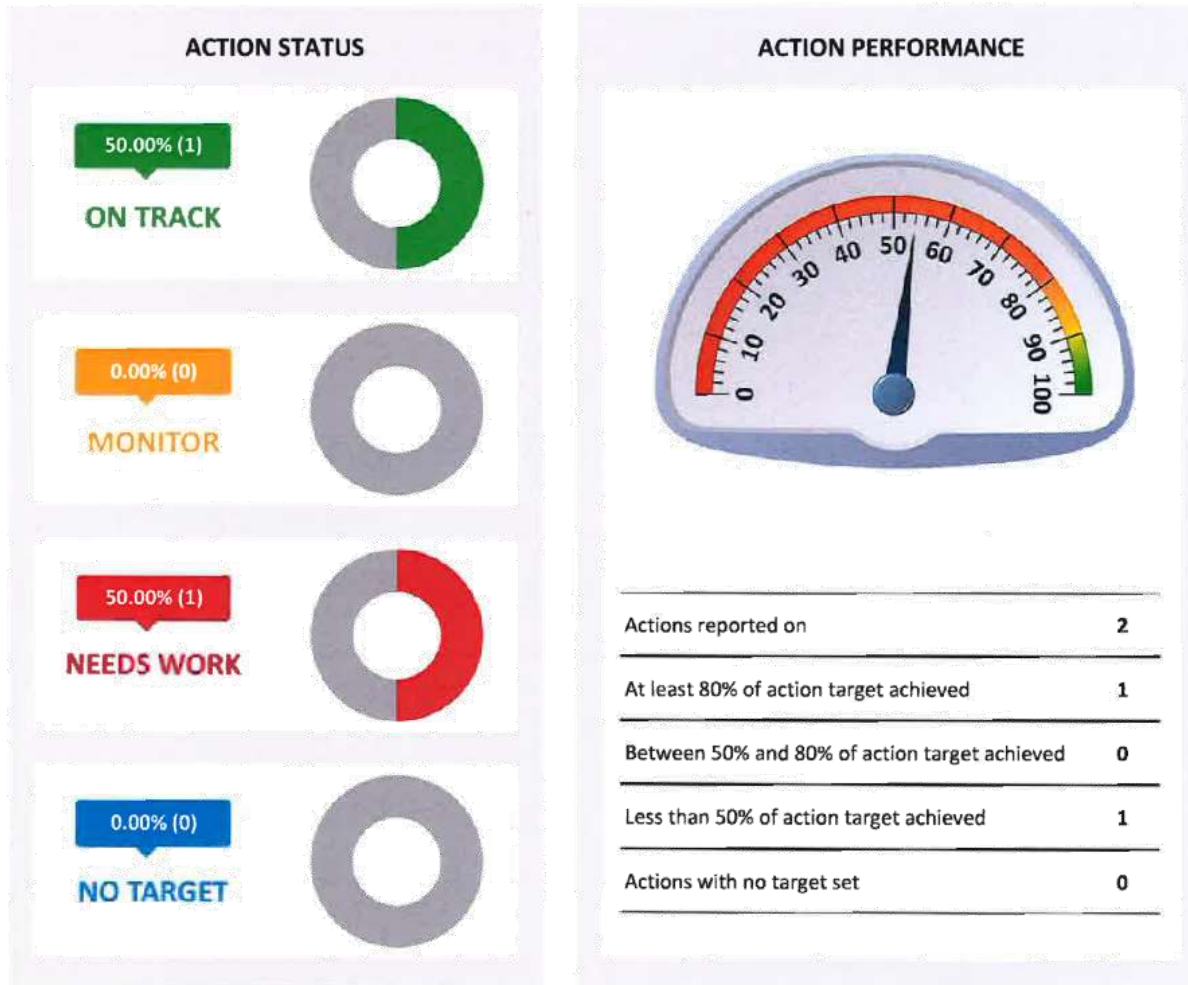 ACTION STATUS
50.00% (1)
ON TRACK
0.00% (0)
MONITOR
50.00% (1)
NEEDS WORK
0.00% (0)
NO TARGET
ACTION PERFORMANCE
0 10 20 30 40 50 60 70 80 90 100
Actions reported on 2
At least 80% of action target achieved 1
Between 50% and 80% of action target achieved 0
Less than 50% of action target achieved 1
Actions with no target set 0